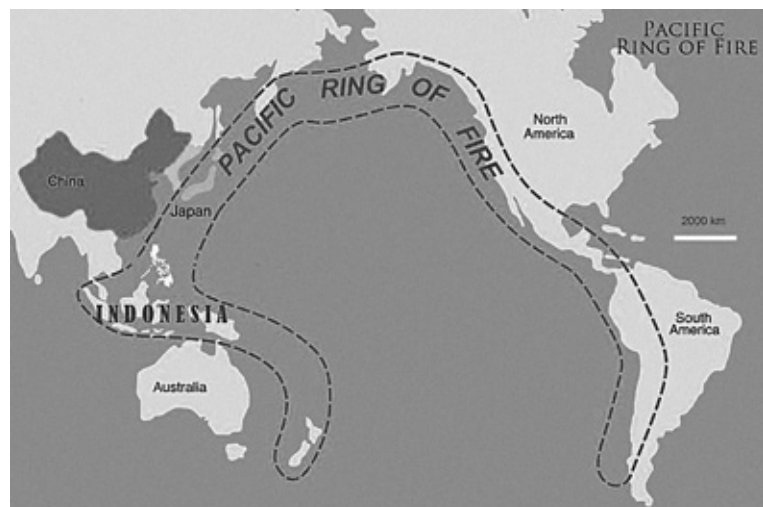 PACIFIC
RING OF FIRE
PACIFIC RING OF FIRE
North
America
China
Japan
2000 km
INDONESIA
South
America
Australia